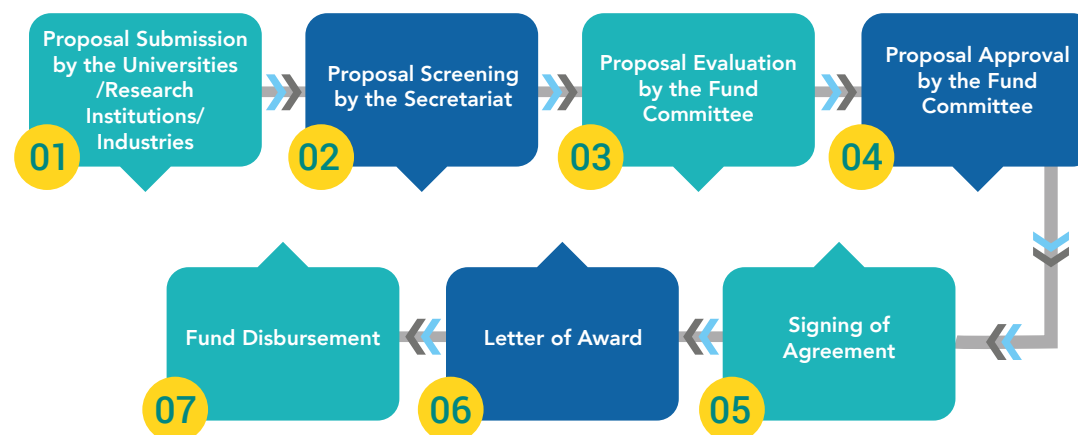 Proposal Submission
by the Universities
/Research
Institutions/
Industries
01
Proposal Screening
by the Secretariat
02
Proposal Evaluation
by the Fund
Committee
03
Proposal Approval
by the Fund
Committee
04
Signing of
Agreement
05
Letter of Award
06
Fund Disbursement
07